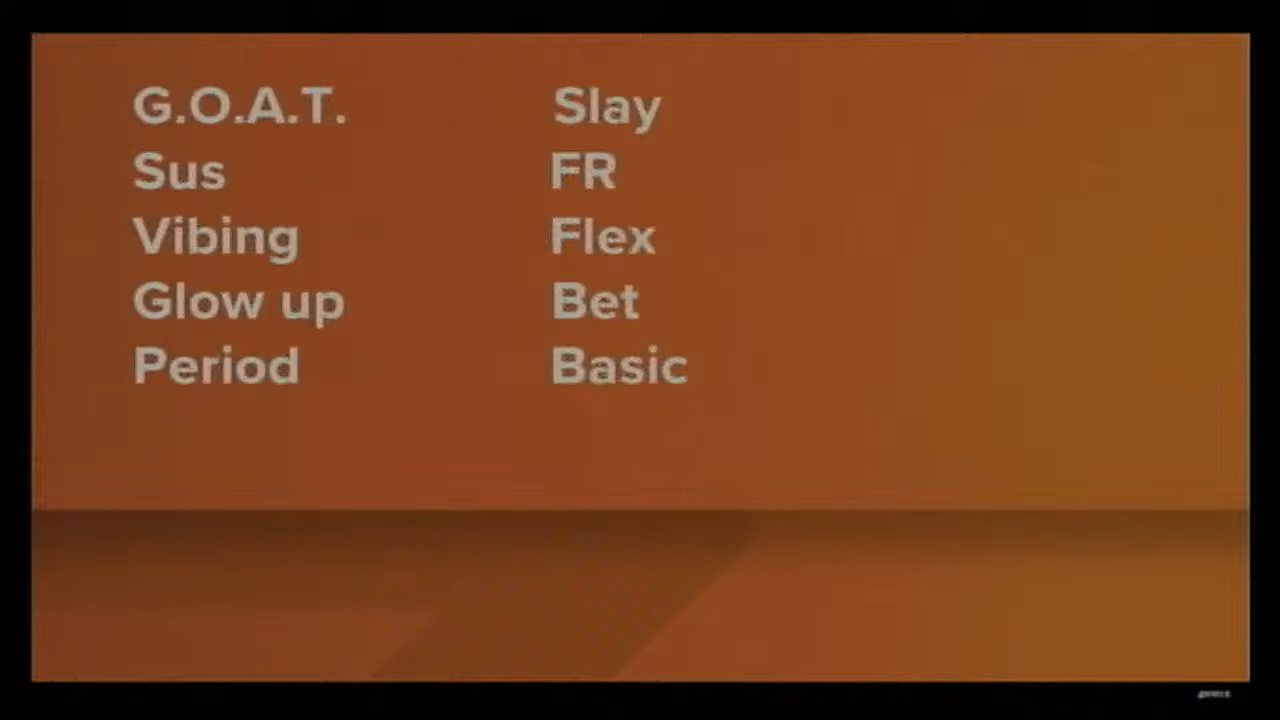 G.O.A.T.
Sus
Vibing
Glow up
Period
Slay
FR
Flex
Bet
Basic